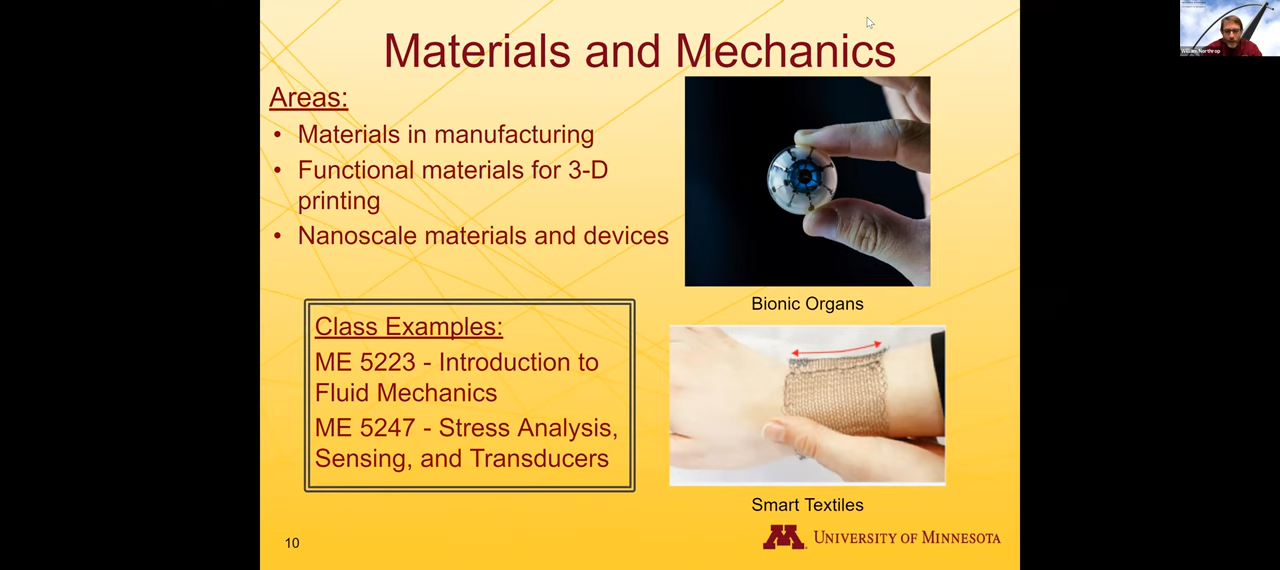 Materials and Mechanics
Areas:
• Materials in manufacturing
• Functional materials for 3-D
printing
• Nanoscale materials and devices
Class Examples:
ME 5223 - Introduction to
Fluid Mechanics
ME 5247 - Stress Analysis,
Sensing, and Transducers
Bionic Organs
Smart Textiles
10
M
UNIVERSITY OF MINNESOTA
William Northrop